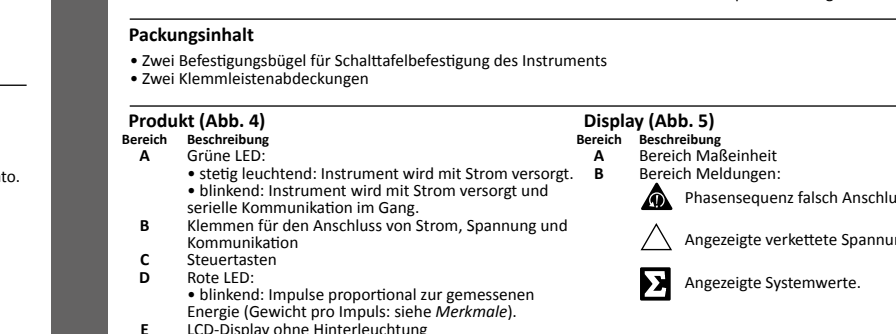 Packungsinhalt
• Zwei Befestigungsbügel für Schalttafelbefestigung des Instruments
• Zwei Klemmleistenabdeckungen
to.
Produkt (Abb. 4)
Bereich Beschreibung
A Grüne LED:
• stetig leuchtend: Instrument wird mit Strom versorgt.
• blinkend: Instrument wird mit Strom versorgt und
serielle Kommunikation im Gang.
B Klemmen für den Anschluss von Strom, Spannung und
Kommunikation
C Steuertasten
D Rote LED:
• blinkend: Impulse proportional zur gemessenen
Energie (Gewicht pro Impuls: siehe Merkmale).
E LCD-Display ohne Hinterleuchtung
Display (Abb. 5)
Bereich Beschreibung
A Bereich Maßeinheit
B Bereich Meldungen:
Phasensequenz falsch Anschlu
Angezeigte verkettete Spannu
Σ Angezeigte Systemwerte.